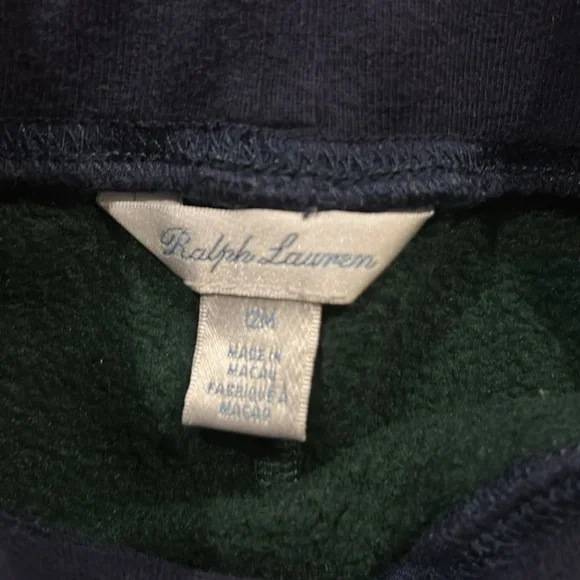 Ralph Lauren
12M
MADE IN
MACAU
FABRIQUÉ À
MACAO